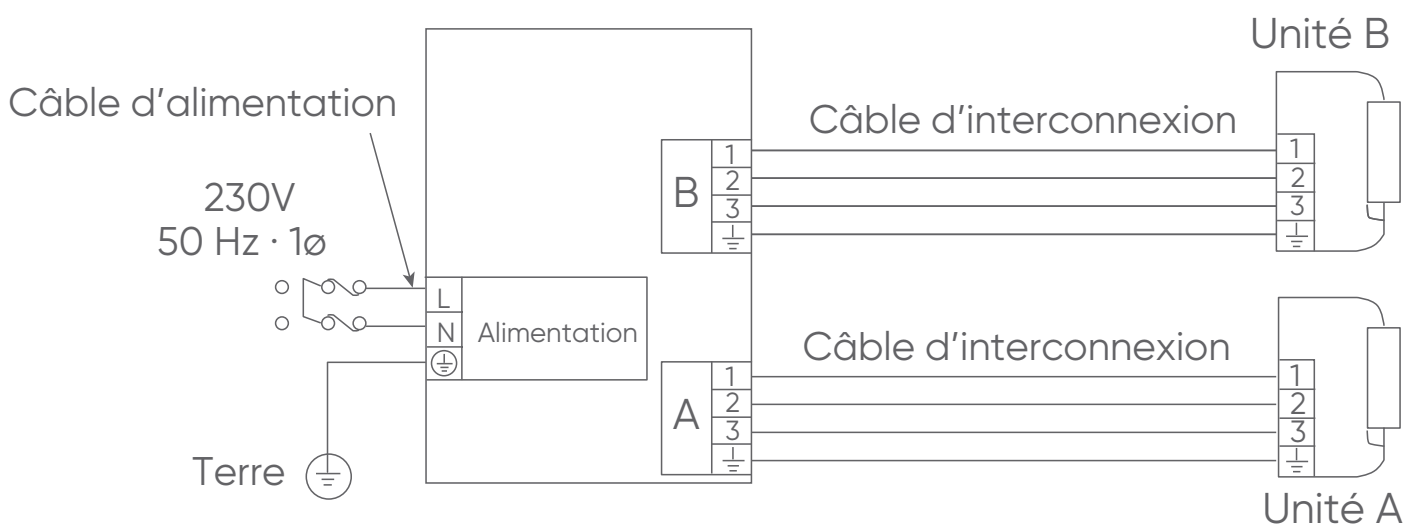 Unité B
Câble d'alimentation
Câble d'interconnexion
230V
50 Hz · 1ø
B
1
2
3
1
2
3
L
N
Alimentation
Câble d'interconnexion
A
1
2
3
1
2
3
Terre
Unité A